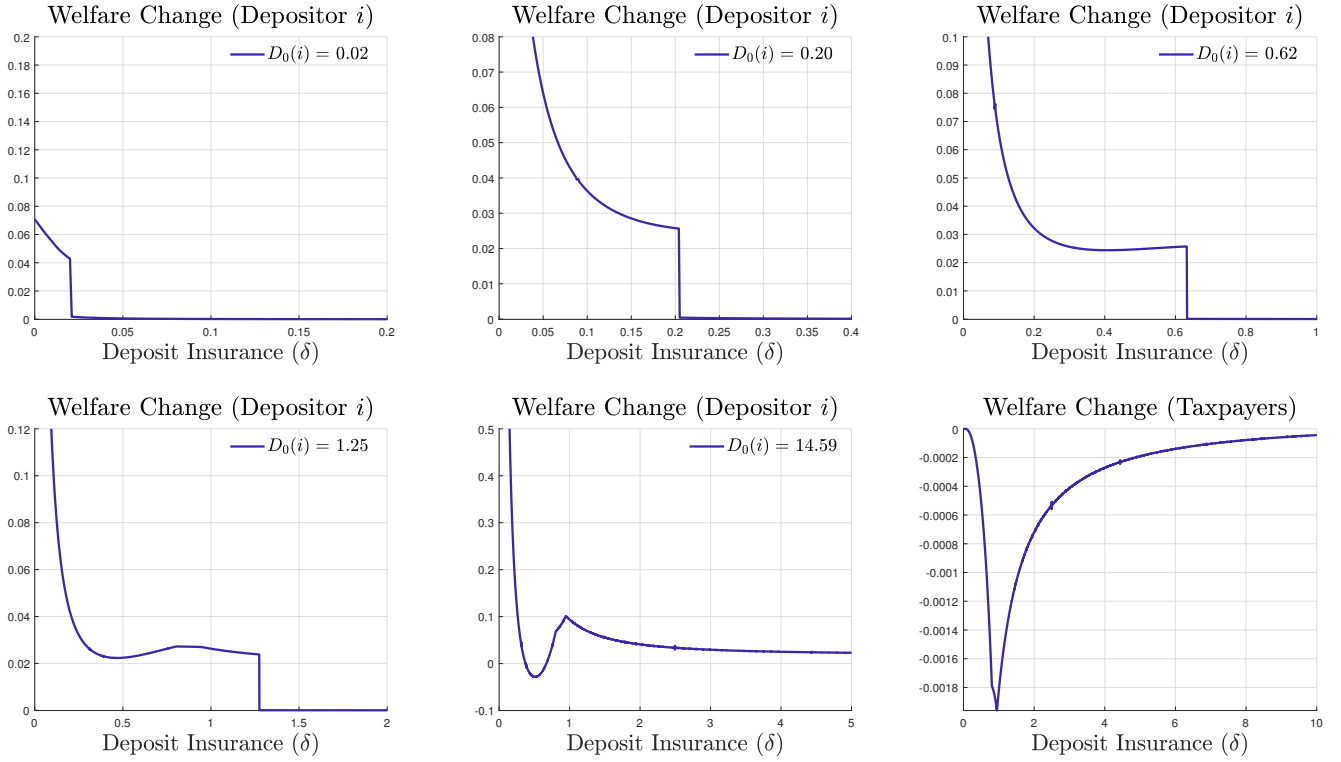 Welfare Change (Depositor i)
D₀(i) = 0.02
0.2
0.18
0.16
0.14
0.12
0.1
0.08
0.06
0.04
0.02
0
0 0.05 0.1 0.15 0.2
Deposit Insurance (δ)
Welfare Change (Depositor i)
D₀(i) = 0.20
0.08
0.07
0.06
0.05
0.04
0.03
0.02
0.01
0
0 0.05 0.1 0.15 0.2 0.25 0.3 0.35 0.4
Deposit Insurance (δ)
Welfare Change (Depositor i)
D₀(i) = 0.62
0.1
0.09
0.08
0.07
0.06
0.05
0.04
0.03
0.02
0.01
0
0 0.2 0.4 0.6 0.8 1
Deposit Insurance (δ)
Welfare Change (Depositor i)
D₀(i) = 1.25
0.12
0.1
0.08
0.06
0.04
0.02
0
0 0.5 1 1.5 2
Deposit Insurance (δ)
Welfare Change (Depositor i)
D₀(i) = 14.59
0.5
0.4
0.3
0.2
0.1
0
-0.1
0 1 2 3 4 5
Deposit Insurance (δ)
Welfare Change (Taxpayers)
0
-0.0002
-0.0004
-0.0006
-0.0008
-0.001
-0.0012
-0.0014
-0.0016
-0.0018
0 2 4 6 8 10
Deposit Insurance (δ)